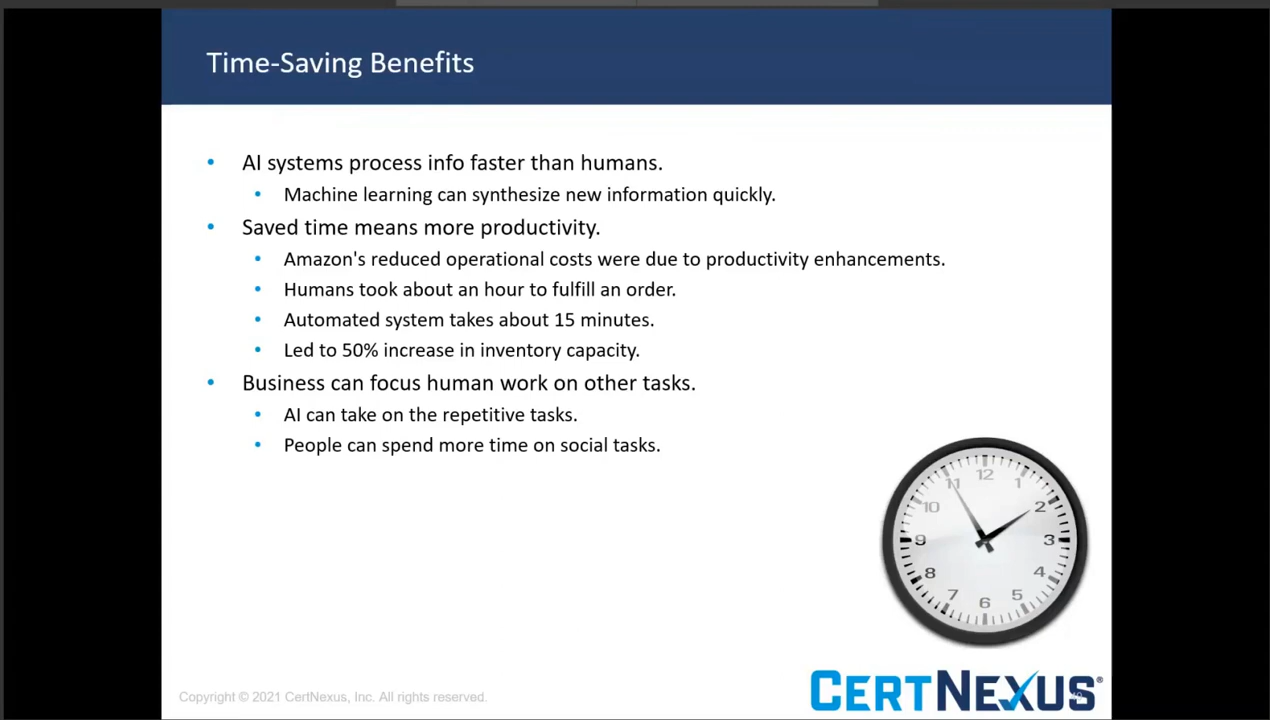 Time-Saving Benefits
AI systems process info faster than humans.
Machine learning can synthesize new information quickly.
Saved time means more productivity.
Amazon's reduced operational costs were due to productivity enhancements.
Humans took about an hour to fulfill an order.
Automated system takes about 15 minutes.
Led to 50% increase in inventory capacity.
Business can focus human work on other tasks.
AI can take on the repetitive tasks.
People can spend more time on social tasks.
12
11 1
10 2
9 3
8 4
7 5
6
Copyright © 2021 CertNexus, Inc. All rights reserved.
CERTNEXUS®